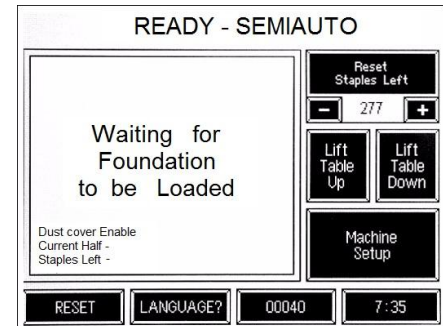 READY - SEMIAUTO
Waiting for
Foundation
to be Loaded
Dust cover Enable
Current Half -
Staples Left -
Reset
Staples Left
- 277 +
Lift
Table
Up
Lift
Table
Down
Machine
Setup
RESET LANGUAGE? 00040 7:35